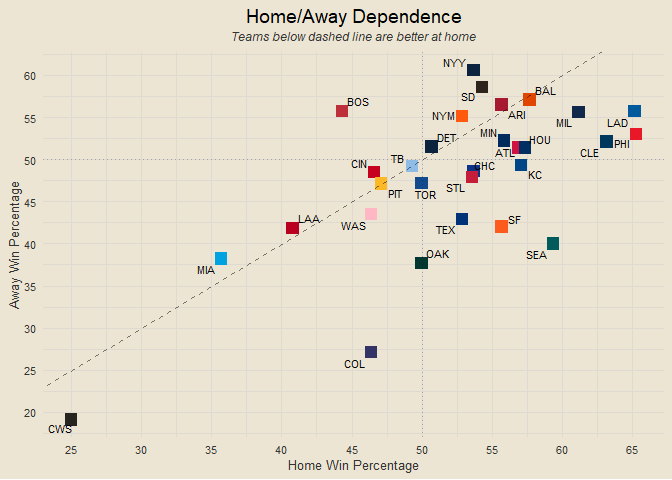 Home/Away Dependence
Teams below dashed line are better at home
Away Win Percentage
60
55
50
45
40
35
30
25
20
NYY
SD
BAL
BOS
NYM
ARI
MIL
LAD
DET
MIN
HOU
PHI
ATL
CLE
CIN
TB
CHC
KC
PIT
TOR
STL
LAA
WAS
TEX
SF
SEA
MIA
OAK
COL
CWS
25
30
35
40
45
50
55
60
65
Home Win Percentage